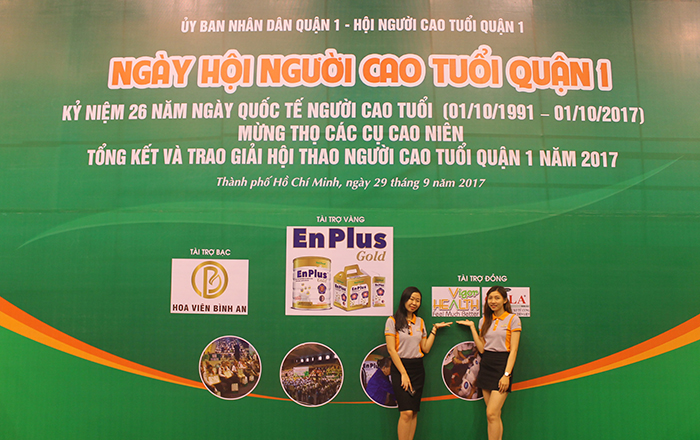 ỦY BAN NHÂN DÂN QUẬN 1 - HỘI NGƯỜI CAO TUỔI QUẬN 1
NGÀY HỘI NGƯỜI CAO TUỔI QUẬN 1
KỶ NIỆM 26 NĂM NGÀY QUỐC TẾ NGƯỜI CAO TUỔI (01/10/1991 – 01/10/2017)
MỪNG THỌ CÁC CỤ CAO NIÊN
TỔNG KẾT VÀ TRAO GIẢI HỘI THAO NGƯỜI CAO TUỔI QUẬN 1 NĂM 2017
Thành phố Hồ Chí Minh, ngày 29 tháng 9 năm 2017
TÀI TRỢ VÀNG
EnPlus
Gold
EnPlus
Gold
TÀI TRỢ BẠC
HOA VIÊN BÌNH AN
TÀI TRỢ ĐỒNG
Vigor
HEALTH
EnPlus